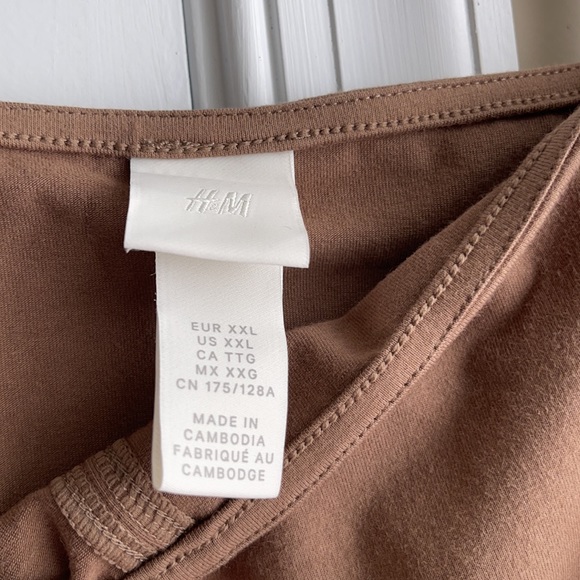 H&M
EUR XXL
US XXL
CA TTG
MX XXG
CN 175/128A
MADE IN
CAMBODIA
FABRIQUÉ AU
CAMBODGE